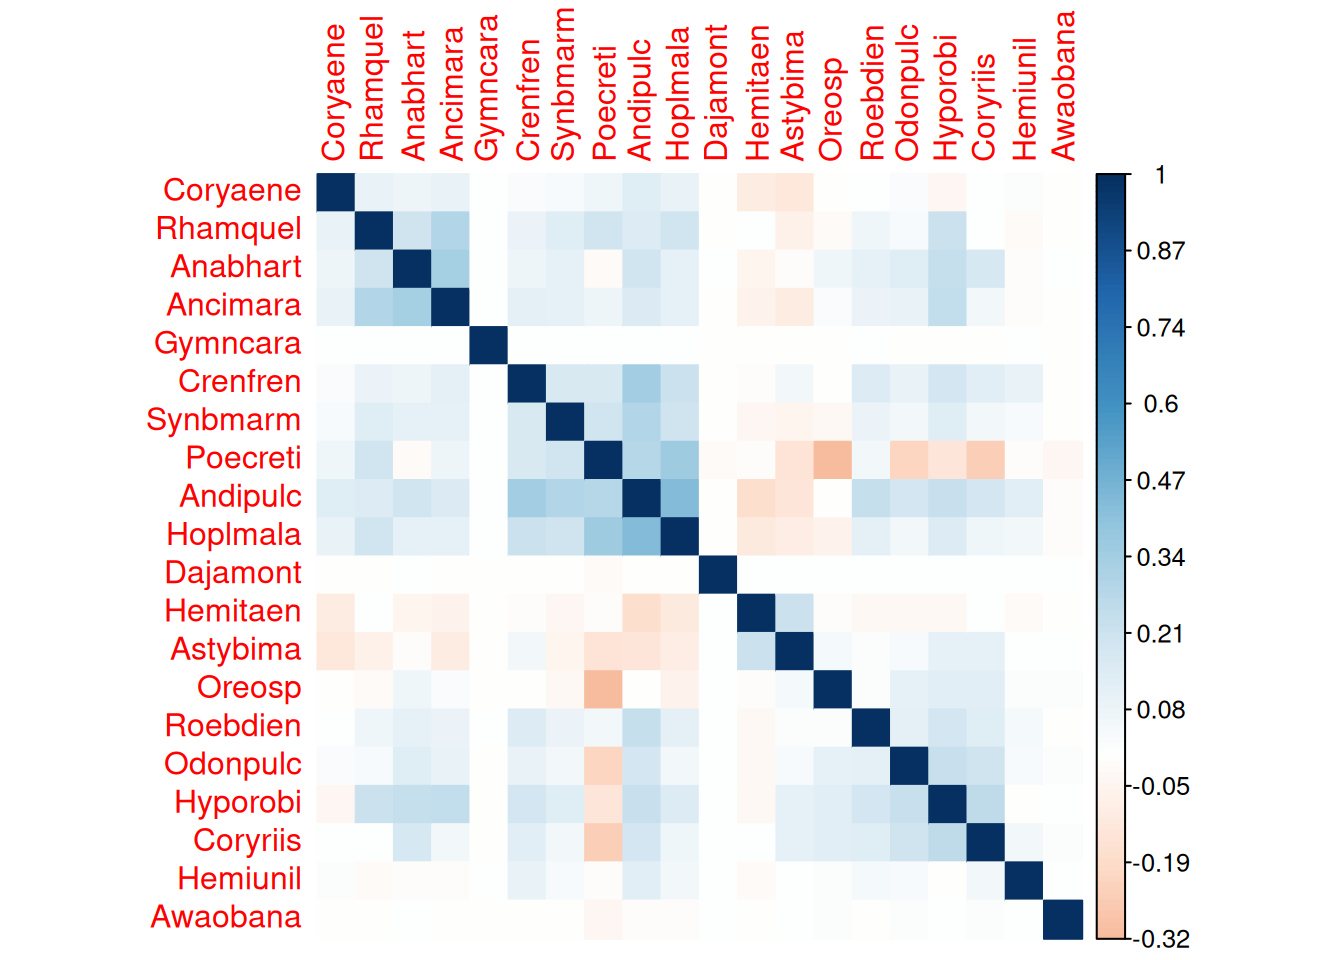 Coryaene
Rhamquel
Anabhart
Ancimara
Gymncara
Crenfren
Synbmarm
Poecreti
Andipulc
Hoplmala
Dajamont
Hemitaen
Astybima
Oreosp
Roebdien
Odonpulc
Hyporobi
Coryriis
Hemiunil
Awaobana
Coryaene
Rhamquel
Anabhart
Ancimara
Gymncara
Crenfren
Synbmarm
Poecreti
Andipulc
Hoplmala
Dajamont
Hemitaen
Astybima
Oreosp
Roebdien
Odonpulc
Hyporobi
Coryriis
Hemiunil
Awaobana
1
0.87
0.74
0.6
0.47
0.34
0.21
0.08
-0.05
-0.19
-0.32